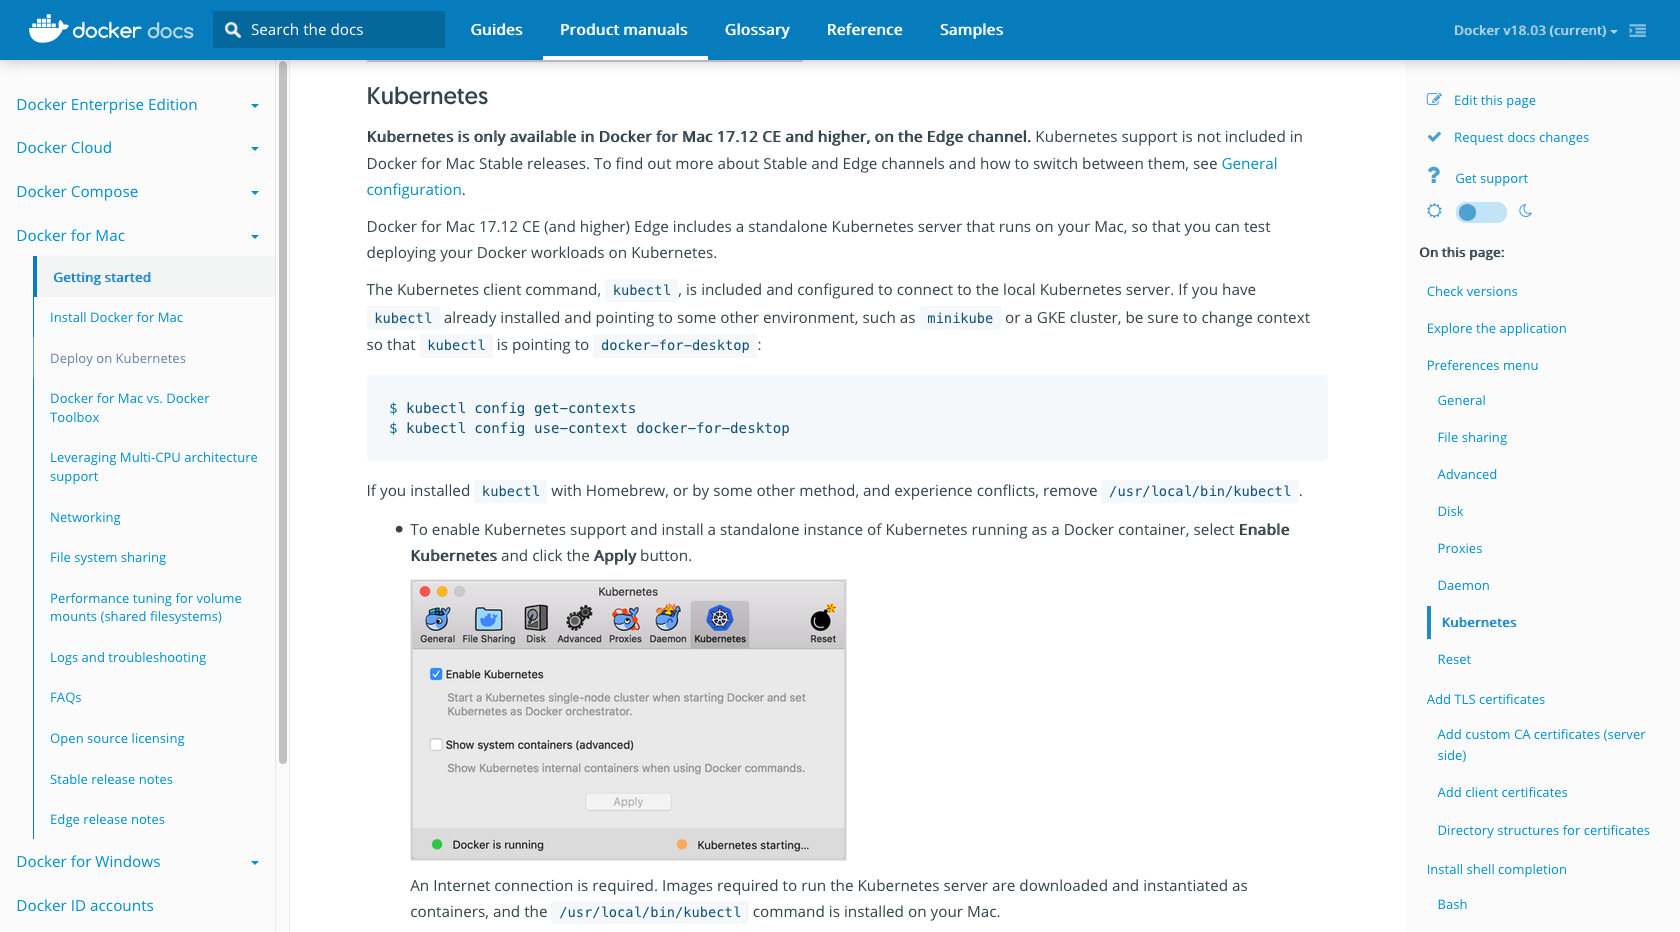 docker docs
Search the docs
Guides
Product manuals
Glossary
Reference
Samples
Docker v18.03 (current)
Docker Enterprise Edition
Docker Cloud
Docker Compose
Docker for Mac
Getting started
Install Docker for Mac
Deploy on Kubernetes
Docker for Mac vs. Docker
Toolbox
Leveraging Multi-CPU architecture
support
Networking
File system sharing
Performance tuning for volume
mounts (shared filesystems)
Logs and troubleshooting
FAQs
Open source licensing
Stable release notes
Edge release notes
Docker for Windows
Docker ID accounts
Kubernetes
Kubernetes is only available in Docker for Mac 17.12 CE and higher, on the Edge channel. Kubernetes support is not included in
Docker for Mac Stable releases. To find out more about Stable and Edge channels and how to switch between them, see General
configuration.
Docker for Mac 17.12 CE (and higher) Edge includes a standalone Kubernetes server that runs on your Mac, so that you can test
deploying your Docker workloads on Kubernetes.
The Kubernetes client command, kubectl , is included and configured to connect to the local Kubernetes server. If you have
kubectl already installed and pointing to some other environment, such as minikube or a GKE cluster, be sure to change context
so that kubectl is pointing to docker-for-desktop :
$ kubectl config get-contexts
$ kubectl config use-context docker-for-desktop
If you installed kubectl with Homebrew, or by some other method, and experience conflicts, remove /usr/local/bin/kubectl .
• To enable Kubernetes support and install a standalone instance of Kubernetes running as a Docker container, select Enable
Kubernetes and click the Apply button.
Kubernetes
General
File Sharing
Disk
Advanced
Proxies
Daemon
Kubernetes
Reset
Enable Kubernetes
Start a Kubernetes single-node cluster when starting Docker and set
Kubernetes as Docker orchestrator.
Show system containers (advanced)
Show Kubernetes internal containers when using Docker commands.
Apply
Docker is running
Kubernetes starting...
An Internet connection is required. Images required to run the Kubernetes server are downloaded and instantiated as
containers, and the /usr/local/bin/kubectl command is installed on your Mac.
Edit this page
Request docs changes
? Get support
On this page:
Check versions
Explore the application
Preferences menu
General
File sharing
Advanced
Disk
Proxies
Daemon
Kubernetes
Reset
Add TLS certificates
Add custom CA certificates (server
side)
Add client certificates
Directory structures for certificates
Install shell completion
Bash